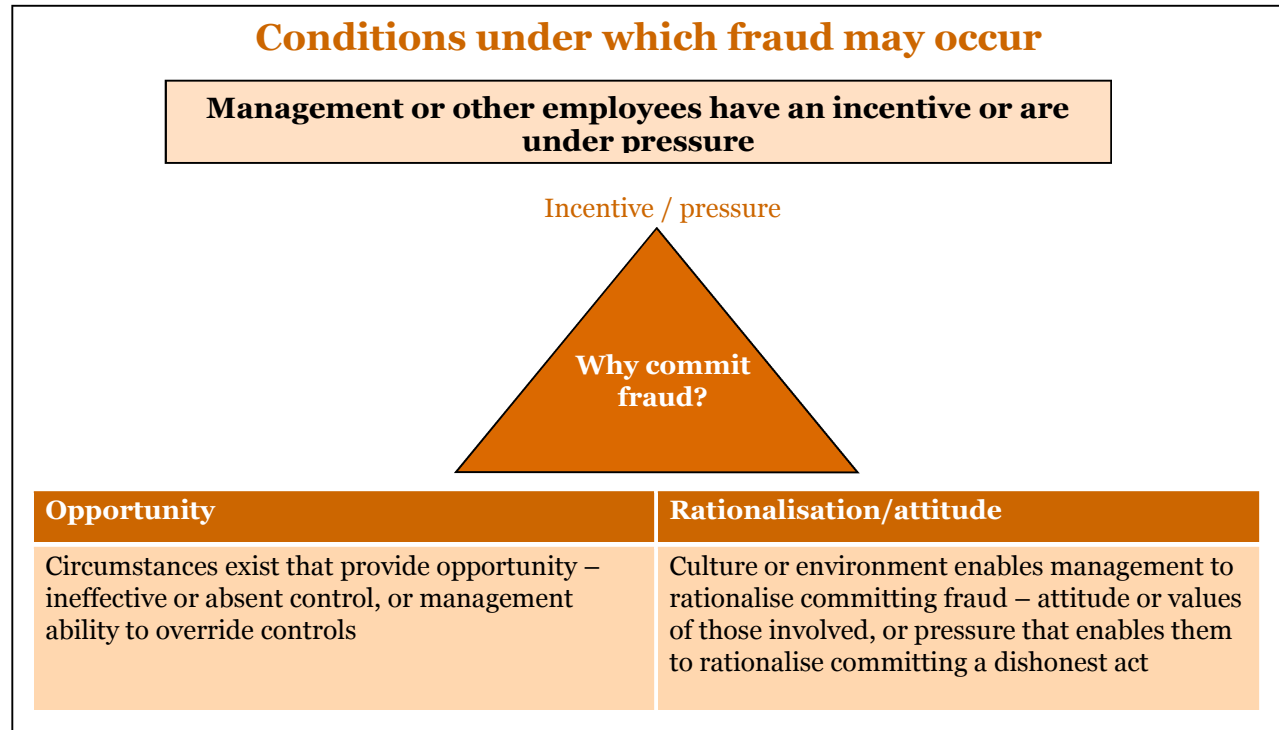 Conditions under which fraud may occur
Management or other employees have an incentive or are
under pressure
Incentive / pressure
Why commit
fraud?
Opportunity
Rationalisation/attitude
Circumstances exist that provide opportunity –
ineffective or absent control, or management
ability to override controls
Culture or environment enables management to
rationalise committing fraud – attitude or values
of those involved, or pressure that enables them
to rationalise committing a dishonest act